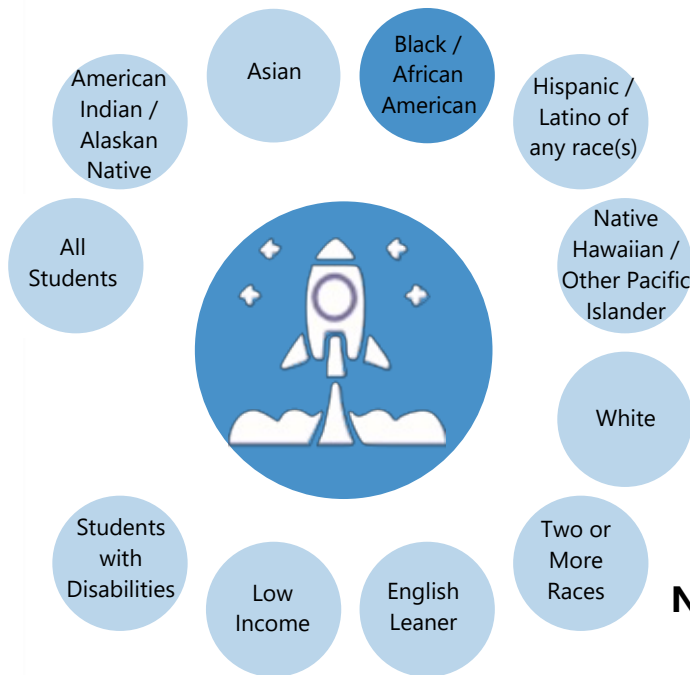 Asian
Black /
African
American
American
Indian /
Alaskan
Native
Hispanic /
Latino of
any race(s)
All
Students
Native
Hawaiian /
Other Pacific
Islander
White
Students
with
Disabilities
Low
Income
English
Leaner
Two or
More
Races
N